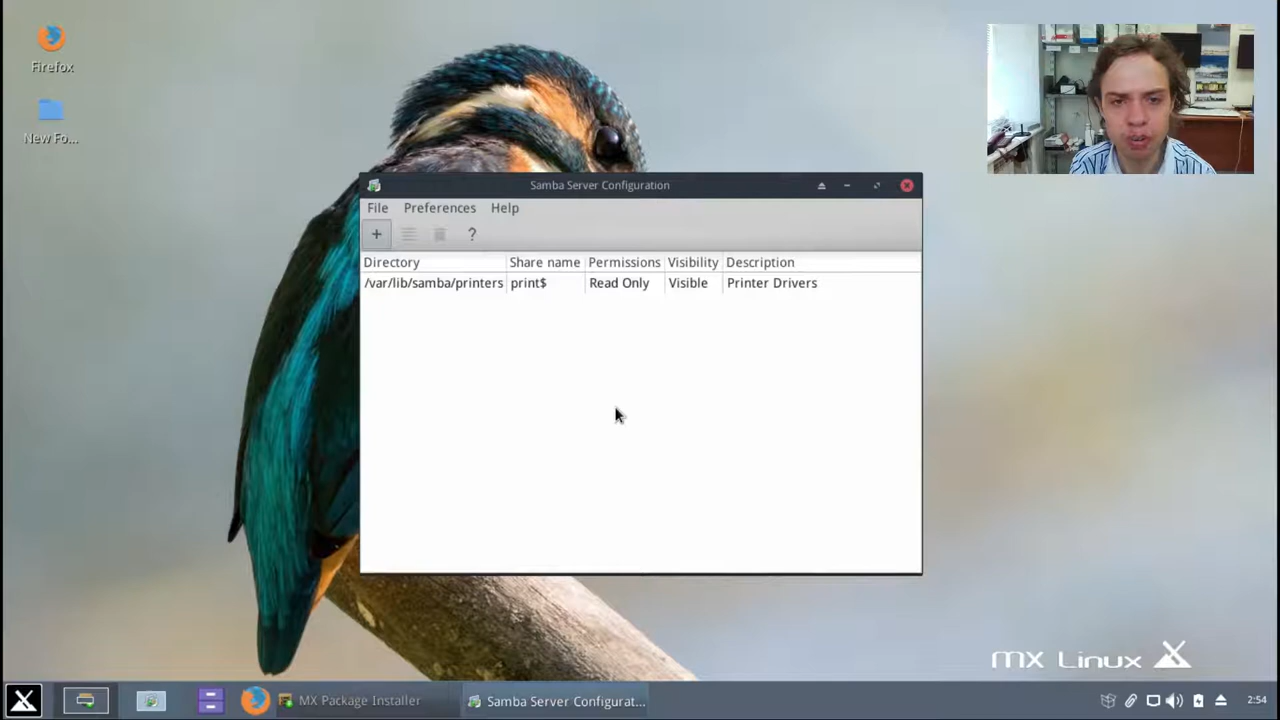 Firefox
New Fo...
Samba Server Configuration
File Preferences Help
+ ?
Directory Share name Permissions Visibility Description
/var/lib/samba/printers print$ Read Only Visible Printer Drivers
MX Linux
MX Package Installer Samba Server Configurat... 2:54